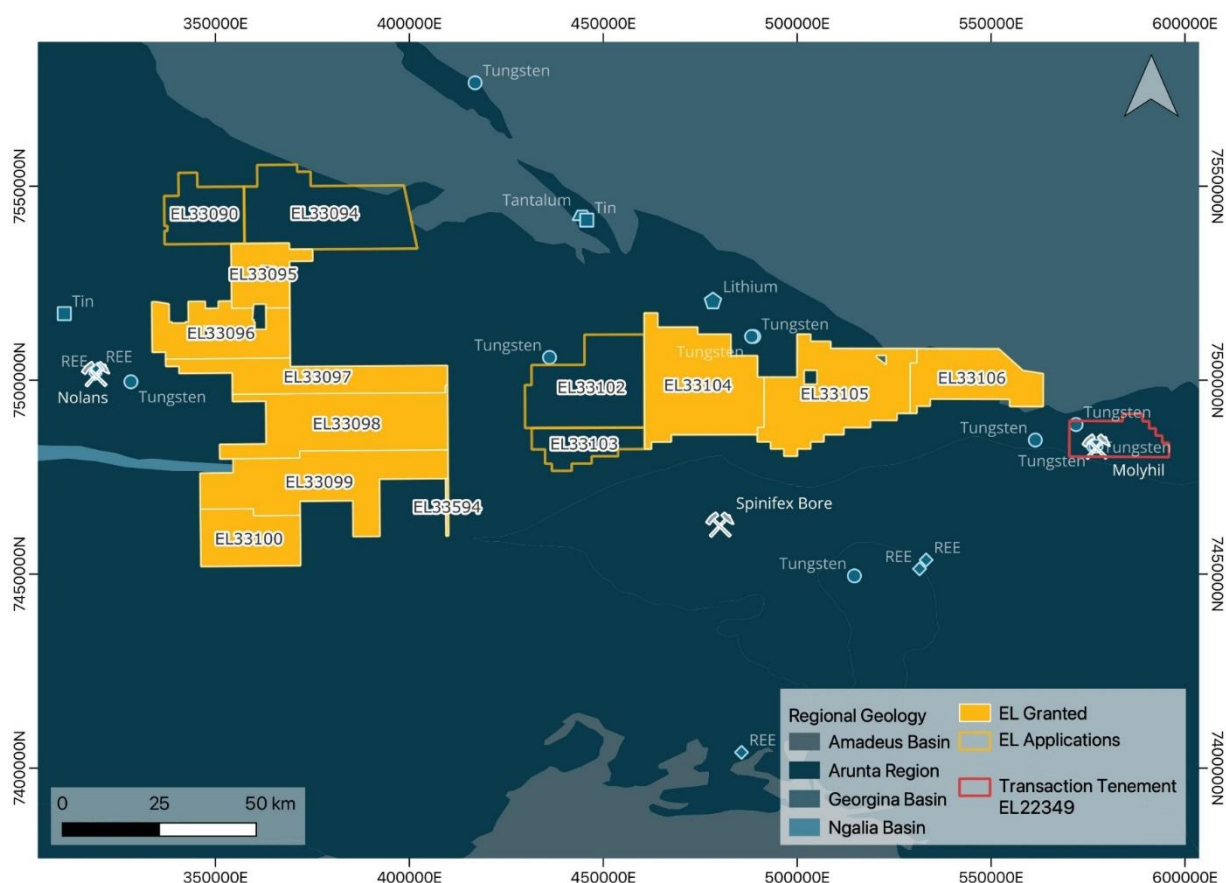 350000E
400000E
450000E
500000E
550000E
600000E
Tungsten
7550000N
7550000N
EL33090
EL33094
Tantalum
Tin
EL33095
Lithium
Tin
EL33096
Tungsten
Tungsten
Tungsten
REE
REE
EL33097
EL33102
EL33104
EL33105
EL33106
7500000N
7500000N
Nolans
Tungsten
EL33098
EL33103
Tungsten
Tungsten
Tungsten
Tungsten
Molyhil
EL33099
EL33594
Spinifex Bore
EL33100
REE
REE
Tungsten
7450000N
7450000N
REE
7400000N
7400000N
Regional Geology
Amadeus Basin
Arunta Region
Georgina Basin
Ngalia Basin
EL Granted
EL Applications
Transaction Tenement
EL22349
0
25
50 km
350000E
400000E
450000E
500000E
550000E
600000E